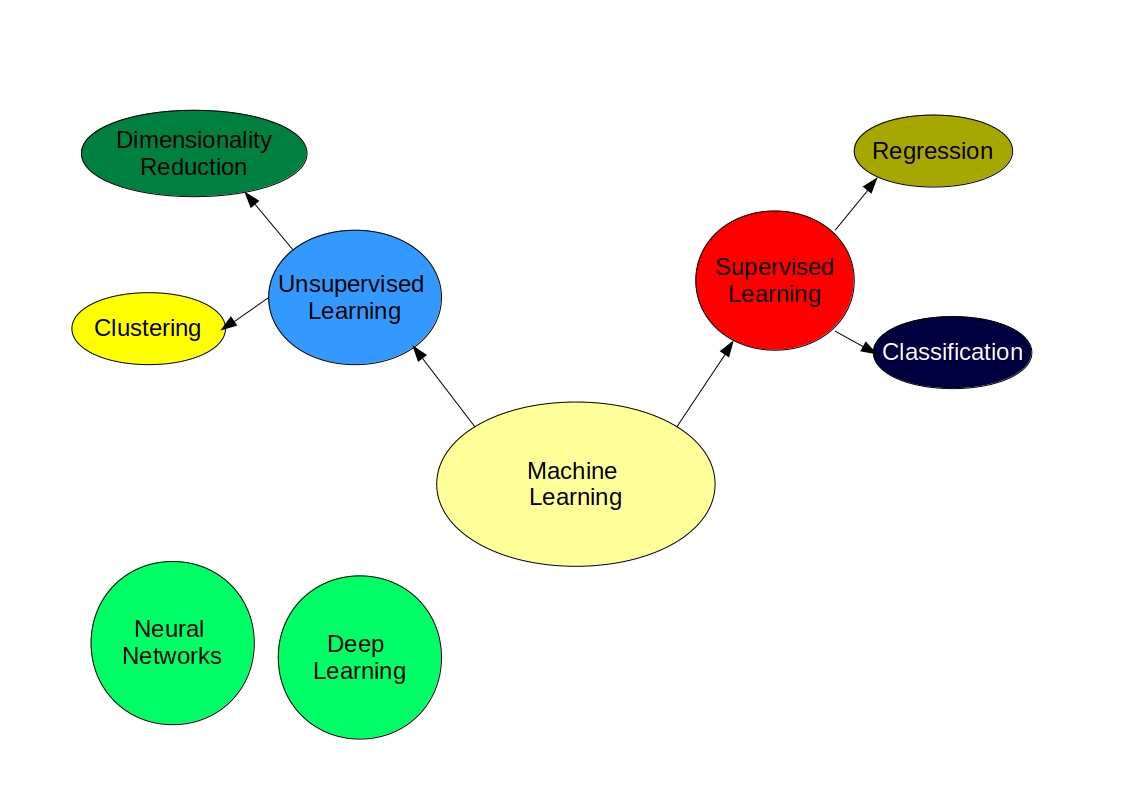 Dimensionality
Reduction
Regression
Unsupervised
Learning
Supervised
Learning
Clustering
Classification
Machine
Learning
Neural
Networks
Deep
Learning